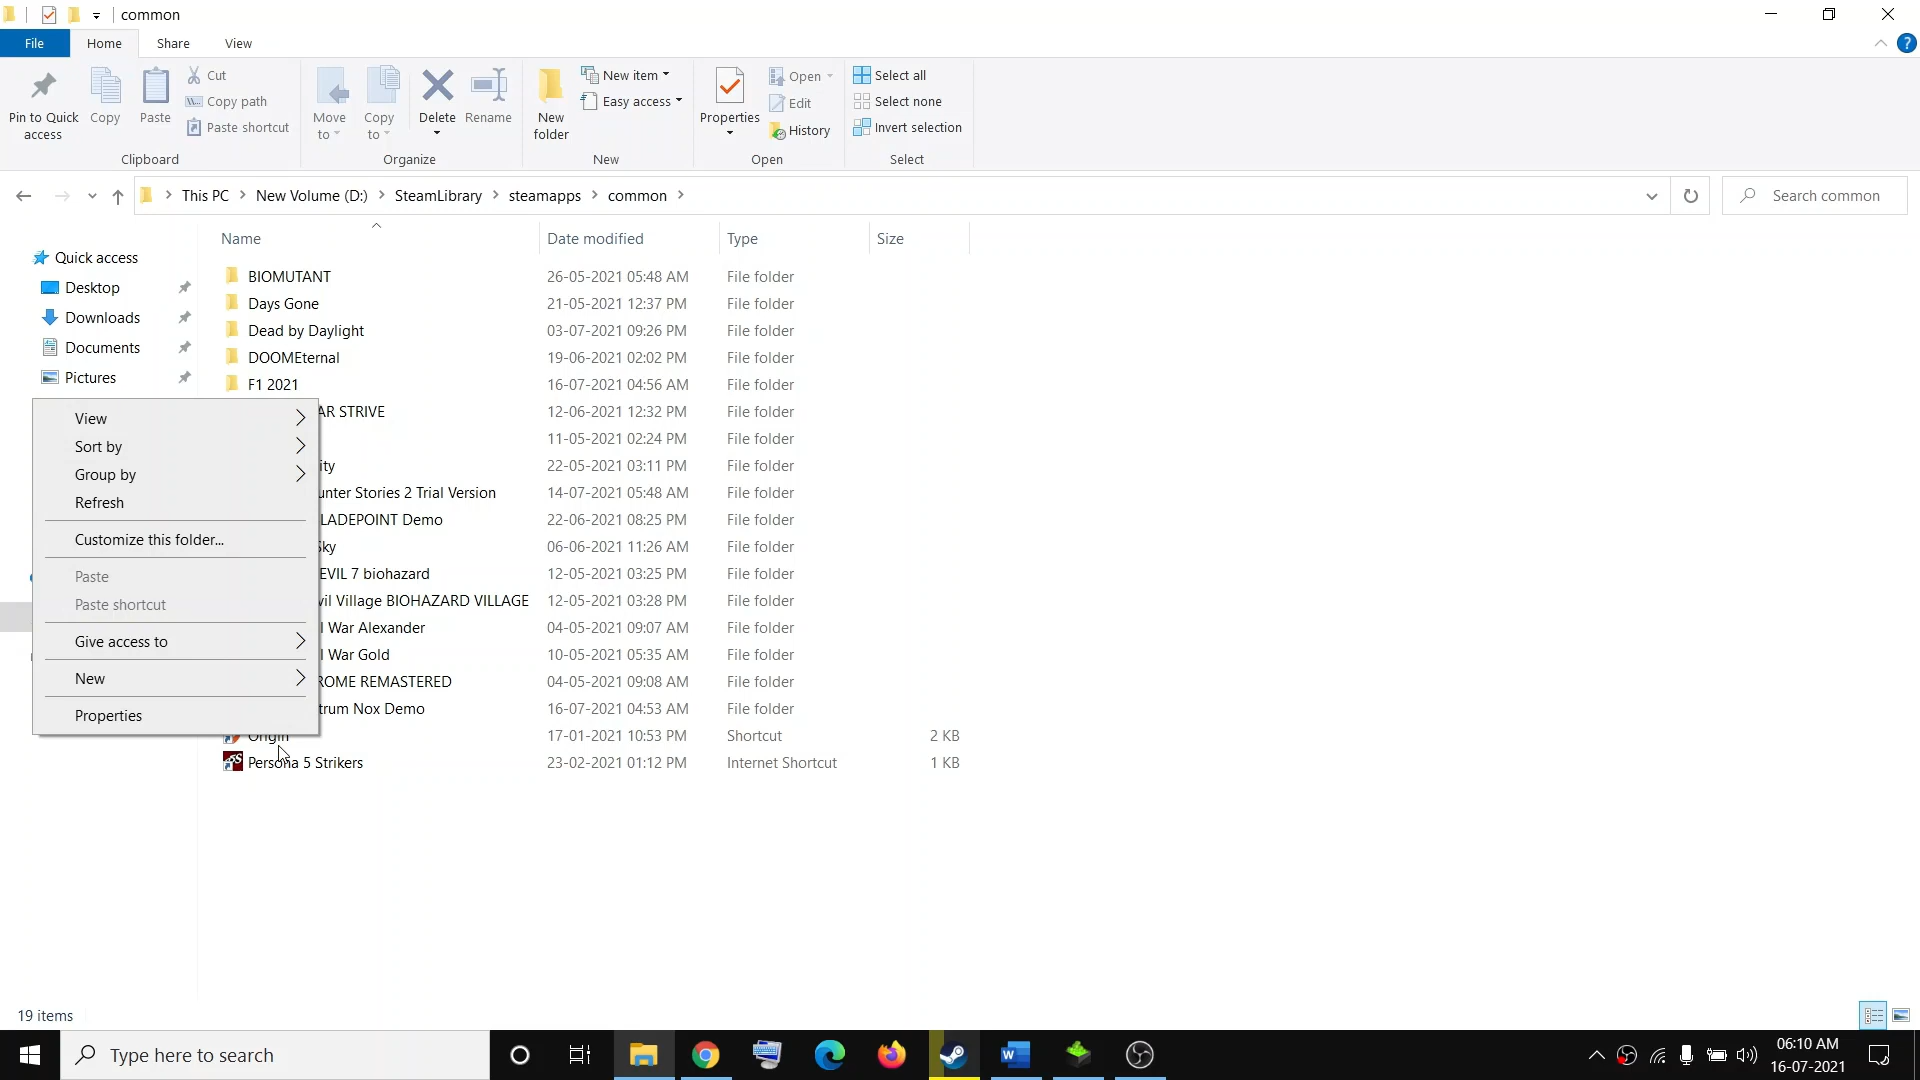 common
File
Home
Share
View
Pin to Quick access
Copy
Paste
Cut
Copy path
Paste shortcut
Clipboard
Move to
Copy to
Delete
Rename
Organize
New folder
New item
Easy access
New
Properties
Open
Edit
History
Open
Select all
Select none
Invert selection
Select
This PC
New Volume (D:)
SteamLibrary
steamapps
common
Search common
Name
Date modified
Type
Size
Quick access
Desktop
Downloads
Documents
Pictures
BIOMUTANT 26-05-2021 05:48 AM File folder
Days Gone 21-05-2021 12:37 PM File folder
Dead by Daylight 03-07-2021 09:26 PM File folder
DOOMEternal 19-06-2021 02:02 PM File folder
F1 2021 16-07-2021 04:56 AM File folder
AR STRIVE 12-06-2021 12:32 PM File folder
11-05-2021 02:24 PM File folder
ity 22-05-2021 03:11 PM File folder
unter Stories 2 Trial Version 14-07-2021 05:48 AM File folder
LADEPOINT Demo 22-06-2021 08:25 PM File folder
Sky 06-06-2021 11:26 AM File folder
EVIL 7 biohazard 12-05-2021 03:25 PM File folder
vil Village BIOHAZARD VILLAGE 12-05-2021 03:28 PM File folder
l War Alexander 04-05-2021 09:07 AM File folder
l War Gold 10-05-2021 05:35 AM File folder
ROME REMASTERED 04-05-2021 09:08 AM File folder
trum Nox Demo 16-07-2021 04:53 AM File folder
Origin 17-01-2021 10:53 PM Shortcut 2 KB
Persona 5 Strikers 23-02-2021 01:12 PM Internet Shortcut 1 KB
View
Sort by
Group by
Refresh
Customize this folder...
Paste
Paste shortcut
Give access to
New
Properties
19 items
Type here to search
06:10 AM
16-07-2021